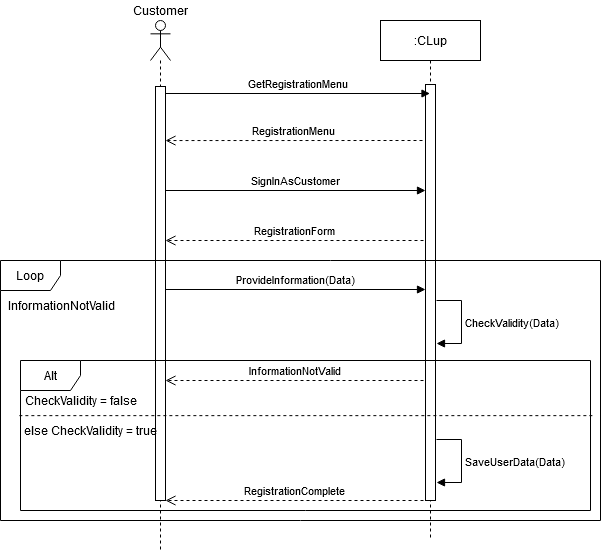 Customer
:CLup
GetRegistrationMenu
RegistrationMenu
SignInAsCustomer
RegistrationForm
Loop
ProvideInformation(Data)
InformationNotValid
CheckValidity(Data)
Alt
InformationNotValid
CheckValidity = false
else CheckValidity = true
SaveUserData(Data)
RegistrationComplete